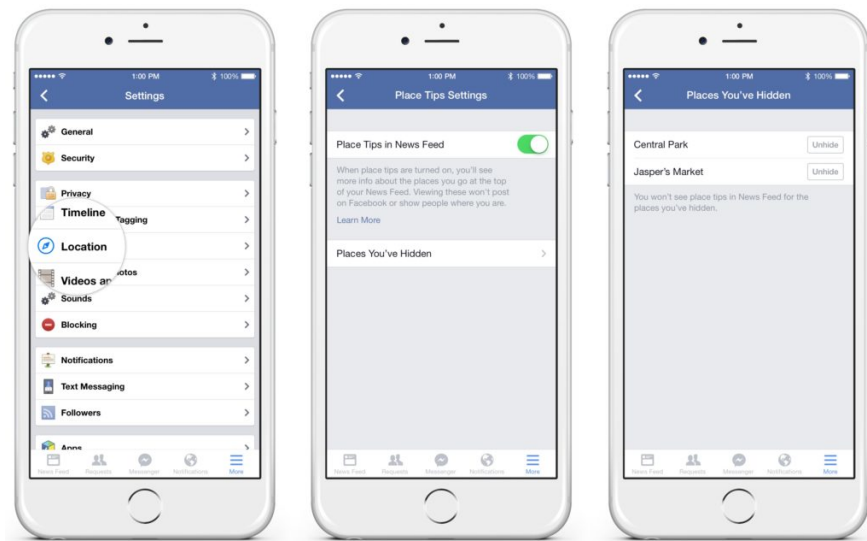 1:00 PM
100%
Settings
General
Security
Privacy
Timeline
Tagging
Location
Videos an
otos
Sounds
Blocking
Notifications
Text Messaging
Followers
Apps
News Feed
Requests
Messenger
Notifications
More
1:00 PM
100%
Place Tips Settings
Place Tips in News Feed
When place tips are turned on, you'll see
more info about the places you go at the top
of your News Feed. Viewing these won't post
on Facebook or show people where you are.
Learn More
Places You've Hidden
News Feed
Requests
Messenger
Notifications
More
1:00 PM
100%
Places You've Hidden
Central Park
Unhide
Jasper's Market
Unhide
You won't see place tips in News Feed for the
places you've hidden.
News Feed
Requests
Messenger
Notifications
More